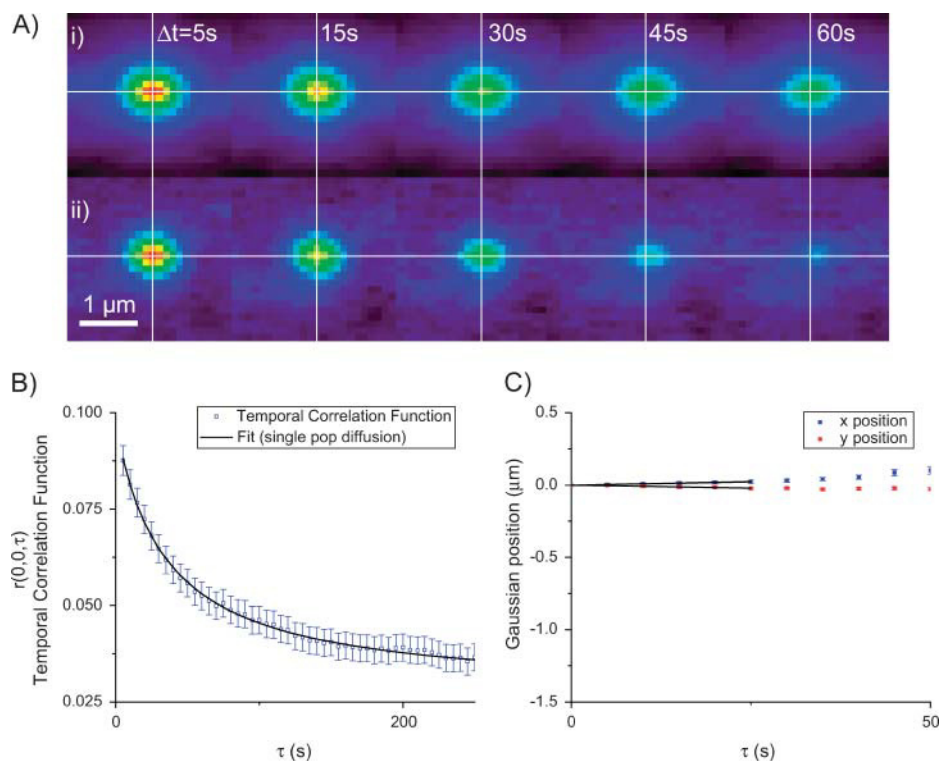 A)
i)
Δt=5s 15s 30s 45s 60s
ii)
1 μm
B)
Temporal Correlation Function
Fit (single pop diffusion)
r(0,0,τ)
Temporal Correlation Function
0.100
0.075
0.050
0.025
0 200
τ (s)
C)
x position
y position
Gaussian position (μm)
0.5
0.0
-0.5
-1.0
-1.5
0 50
τ (s)